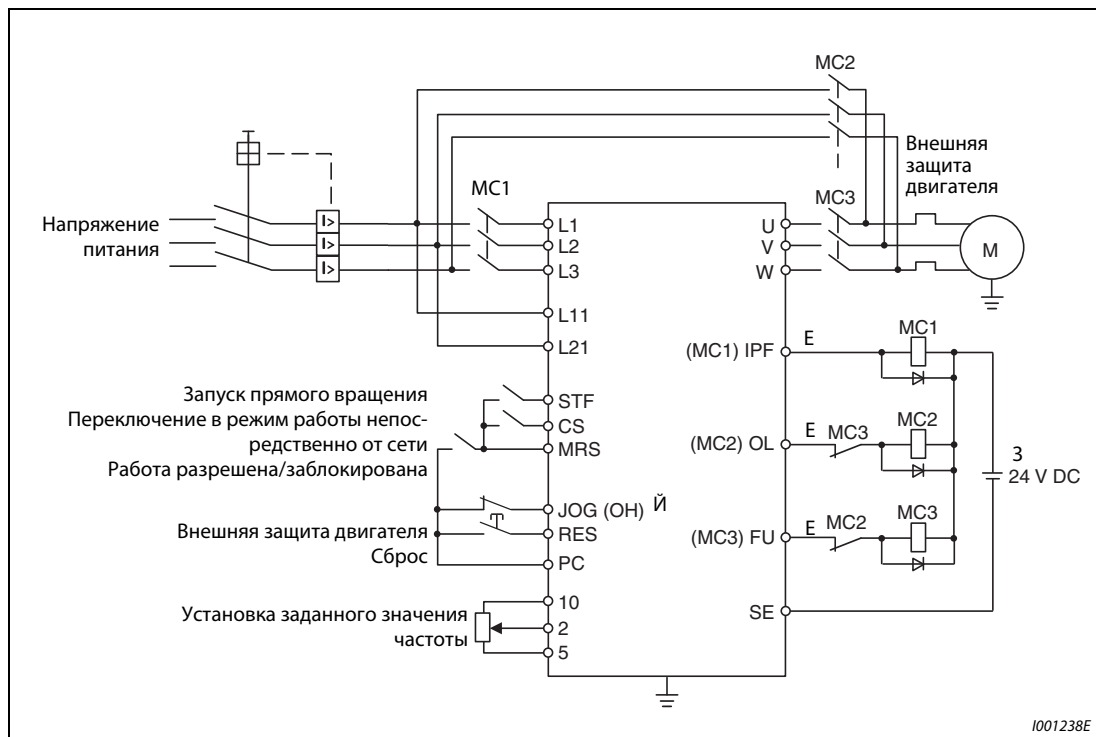 MC2
Внешняя
защита
двигателя
MC1
MC3
Напряжение
питания
I>
I>
I>
L1
L2
L3
L11
L21
U
V
W
M
(MC1) IPF
E
MC1
Запуск прямого вращения
Переключение в режим работы непос-
редственно от сети
Работа разрешена/заблокирована
STF
CS
MRS
(MC2) OL
E
MC3
MC2
З
24 V DC
Внешняя защита двигателя
Сброс
JOG (OH) Й
RES
PC
(MC3) FU
E
MC2
MC3
Установка заданного значения
частоты
10
2
5
SE
I001238E